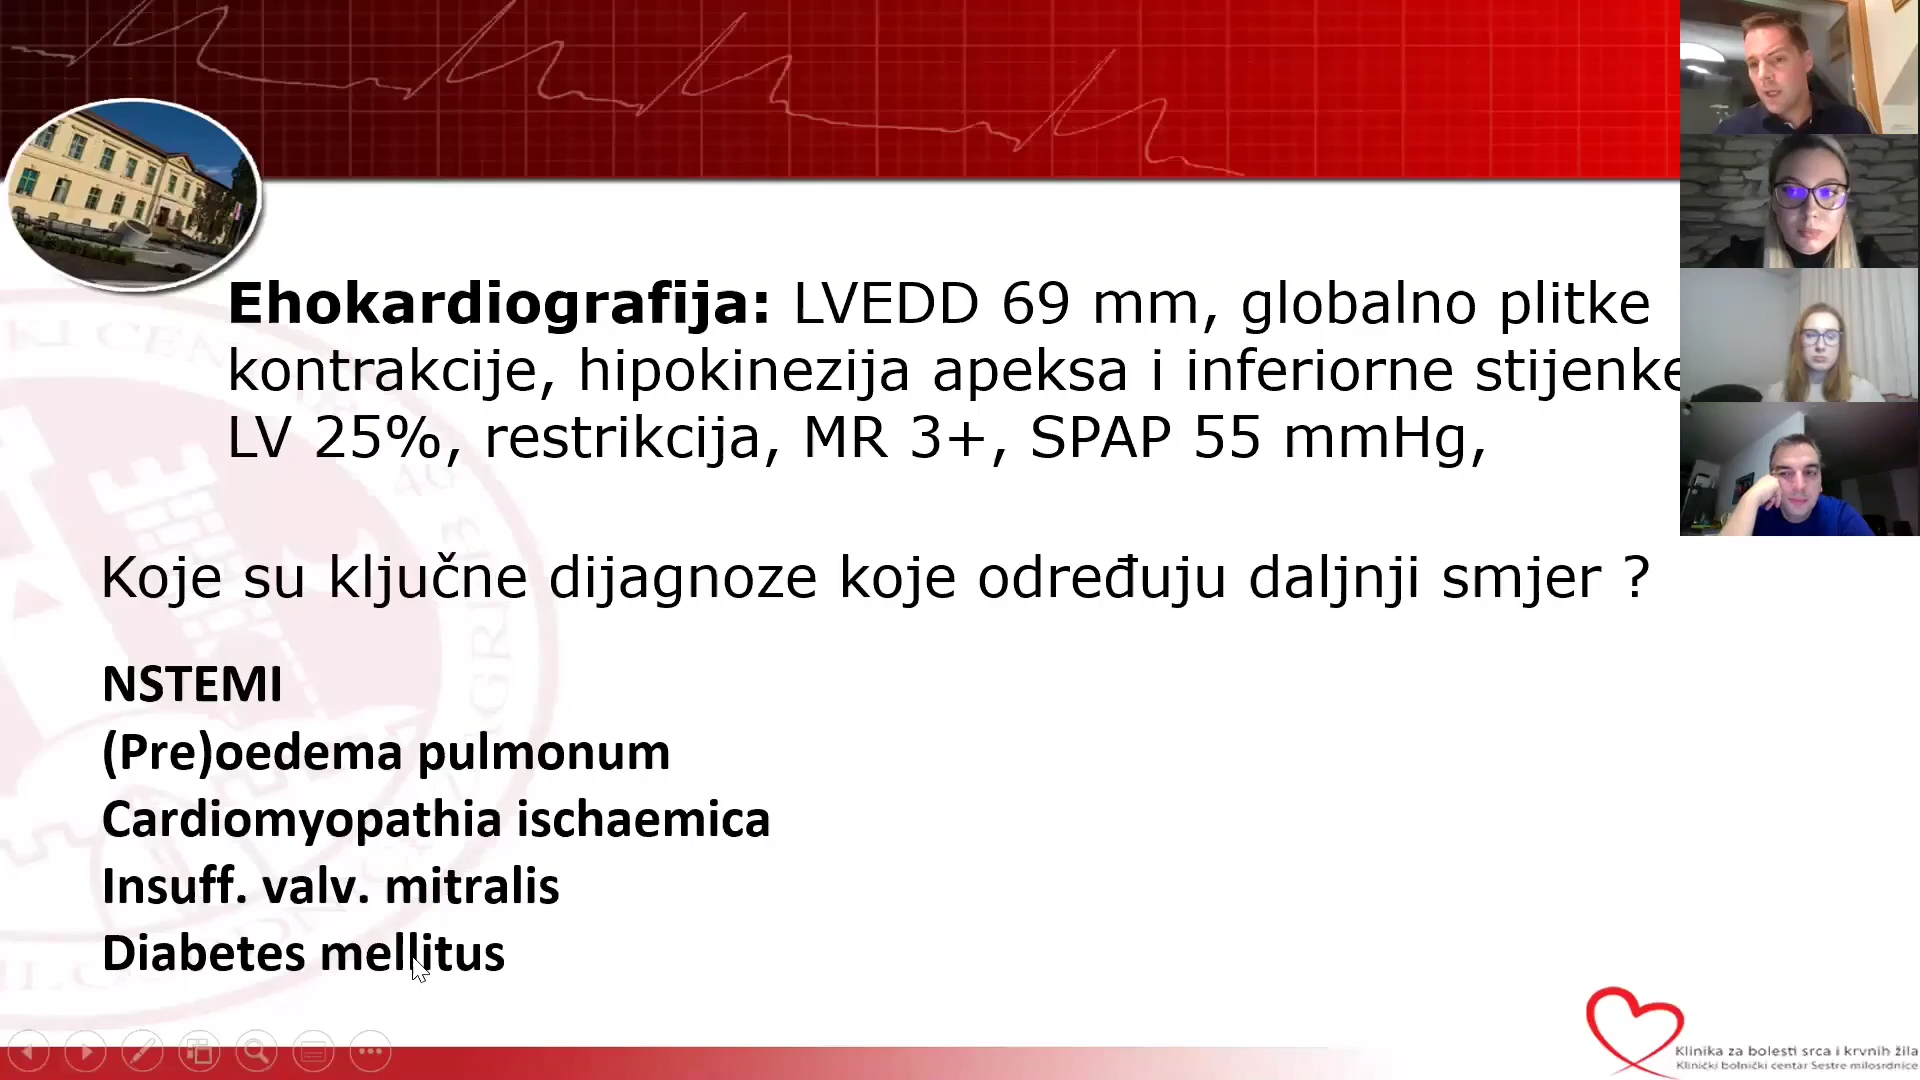 Ehokardiografija: LVEDD 69 mm, globalno plitke
kontrakcije, hipokinezija apeksa i inferiorne stijenke
LV 25%, restrikcija, MR 3+, SPAP 55 mmHg,
Koje su ključne dijagnoze koje određuju daljnji smjer ?
NSTEMI
(Pre)oedema pulmonum
Cardiomyopathia ischaemica
Insuff. valv. mitralis
Diabetes mellitus
Klinika za bolesti srca i krvnih žila
Klinički bolnički centar Sestre milosrdnice